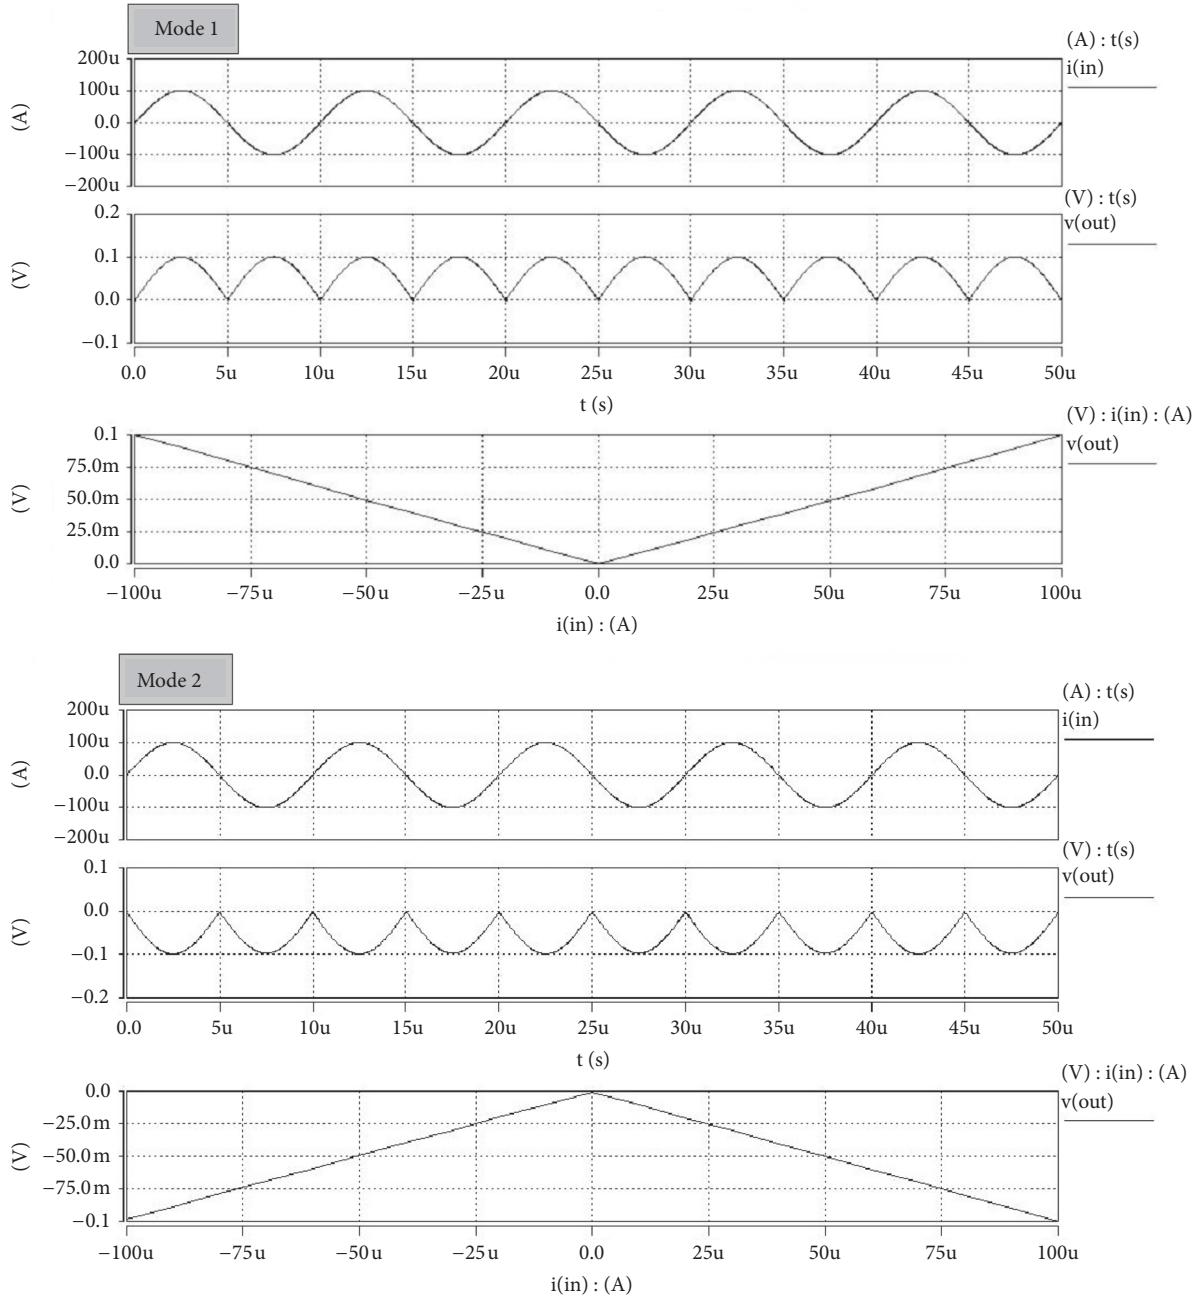 Mode 1
(A) : t(s)
i(in)
200u
100u
0.0
−100u
−200u
(A)
(V) : t(s)
v(out)
0.2
0.1
0.0
−0.1
(V)
0.0 5u 10u 15u 20u 25u 30u 35u 40u 45u 50u
t (s)
(V) : i(in) : (A)
v(out)
0.1
75.0m
50.0m
25.0m
0.0
(V)
−100u −75u −50u −25u 0.0 25u 50u 75u 100u
i(in) : (A)
Mode 2
(A) : t(s)
i(in)
200u
100u
0.0
−100u
−200u
(A)
(V) : t(s)
v(out)
0.1
0.0
−0.1
−0.2
(V)
0.0 5u 10u 15u 20u 25u 30u 35u 40u 45u 50u
t (s)
(V) : i(in) : (A)
v(out)
0.0
−25.0m
−50.0m
−75.0m
−0.1
(V)
−100u −75u −50u −25u 0.0 25u 50u 75u 100u
i(in) : (A)